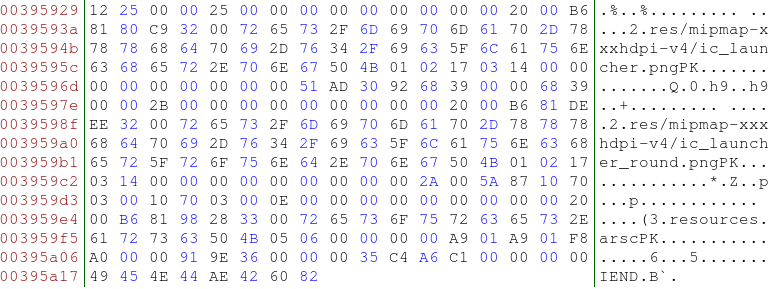 00395929 12 25 00 00 25 00 00 00 00 00 00 00 00 00 20 00 B6 .%..%......... ..
0039593a 81 80 C9 32 00 72 65 73 2F 6D 69 70 6D 61 70 2D 78 ...2.res/mipmap-x
0039594b 78 78 68 64 70 69 2D 76 34 2F 69 63 5F 6C 61 75 6E xxhdpi-v4/ic_laun
0039595c 63 68 65 72 2E 70 6E 67 50 4B 01 02 17 03 14 00 00 cher.pngPK.......
0039596d 00 00 00 00 00 00 00 51 AD 30 92 68 39 00 00 68 39 .......Q.0.h9..h9
0039597e 00 00 2B 00 00 00 00 00 00 00 00 00 20 00 B6 81 DE ..+......... ....
0039598f EE 32 00 72 65 73 2F 6D 69 70 6D 61 70 2D 78 78 78 .2.res/mipmap-xxx
003959a0 68 64 70 69 2D 76 34 2F 69 63 5F 6C 61 75 6E 63 68 hdpi-v4/ic_launch
003959b1 65 72 5F 72 6F 75 6E 64 2E 70 6E 67 50 4B 01 02 17 er_round.pngPK...
003959c2 03 14 00 00 00 00 00 00 00 00 00 2A 00 5A 87 10 70 ...........*.Z..p
003959d3 03 00 10 70 03 00 0E 00 00 00 00 00 00 00 00 00 20 ...p............
003959e4 00 B6 81 98 28 33 00 72 65 73 6F 75 72 63 65 73 2E ....(3.resources.
003959f5 61 72 73 63 50 4B 05 06 00 00 00 00 A9 01 A9 01 F8 arscPK...........
00395a06 A0 00 00 91 9E 36 00 00 00 35 C4 A6 C1 00 00 00 00 .....6...5.......
00395a17 49 45 4E 44 AE 42 60 82 IEND.B`.